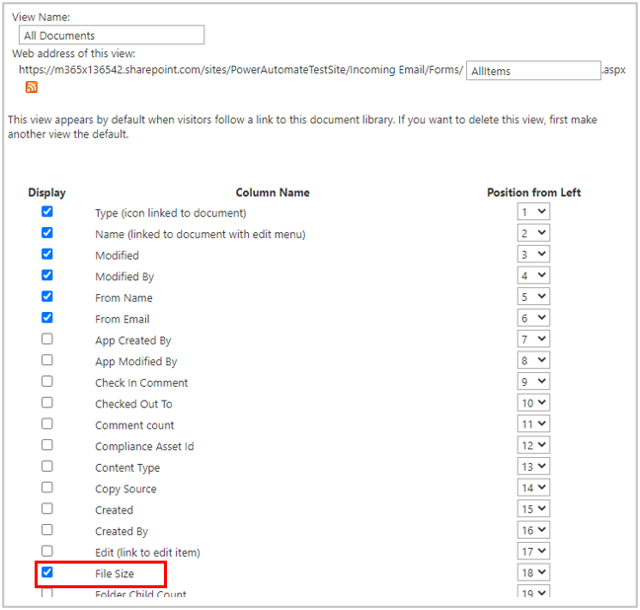 View Name:
All Documents
Web address of this view:
https://m365x136542.sharepoint.com/sites/PowerAutomateTestSite/Incoming Email/Forms/ AllItems .aspx
This view appears by default when visitors follow a link to this document library. If you want to delete this view, first make
another view the default.
Display Column Name Position from Left
Type (icon linked to document) 1
Name (linked to document with edit menu) 2
Modified 3
Modified By 4
From Name 5
From Email 6
App Created By 7
App Modified By 8
Check In Comment 9
Checked Out To 10
Comment count 11
Compliance Asset Id 12
Content Type 13
Copy Source 14
Created 15
Created By 16
Edit (link to edit item) 17
File Size 18
Folder Child Count 19